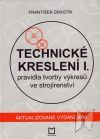 FRANTIŠEK DRASTÍK
TECHNICKÉ
KRESLENÍ I.
pravidla tvorby výkresů
ve strojírenství
AKTUALIZOVANÉ VYDÁNÍ